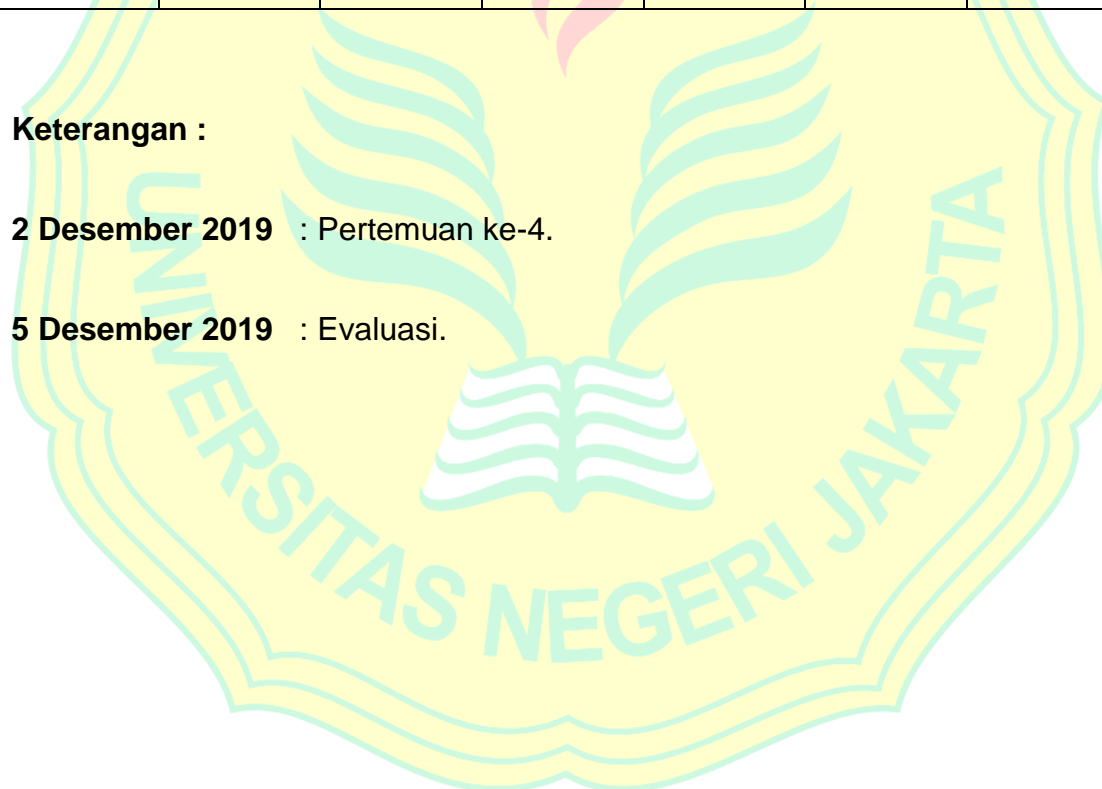 Keterangan :
2 Desember 2019 : Pertemuan ke-4.
5 Desember 2019 : Evaluasi.
UNIVERSITAS NEGERI JAKARTA